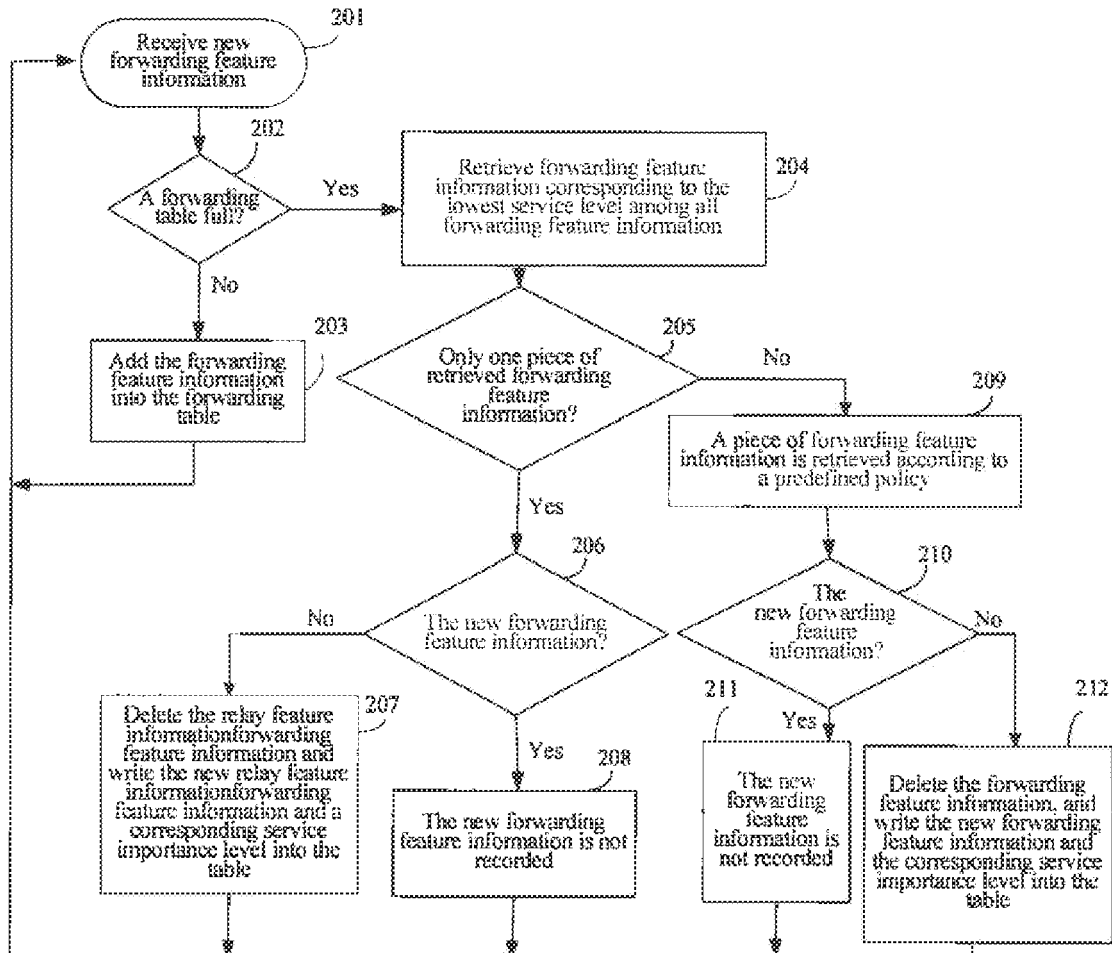 201
Receive new
forwarding feature
information
202
A forwarding
table full?
Yes
No
204
Retrieve forwarding feature
information corresponding to the
lowest service level among all
forwarding feature information
203
Add the forwarding
feature information
into the forwarding
table
205
Only one piece of
retrieved forwarding
feature
information?
No
Yes
209
A piece of forwarding feature
information is retrieved according to
a predefined policy
206
The new forwarding
feature information?
No
Yes
210
The
new forwarding
feature
information?
No
Yes
207
Delete the relay feature
informationforwarding
feature information and
write the new relay feature
informationforwarding
feature information and a
corresponding service
importance level into the
table
208
The new forwarding
feature information is not
recorded
211
The new
forwarding
feature
information is
not recorded
212
Delete the forwarding
feature information, and
write the new forwarding
feature information and
the corresponding service
importance level into the
table